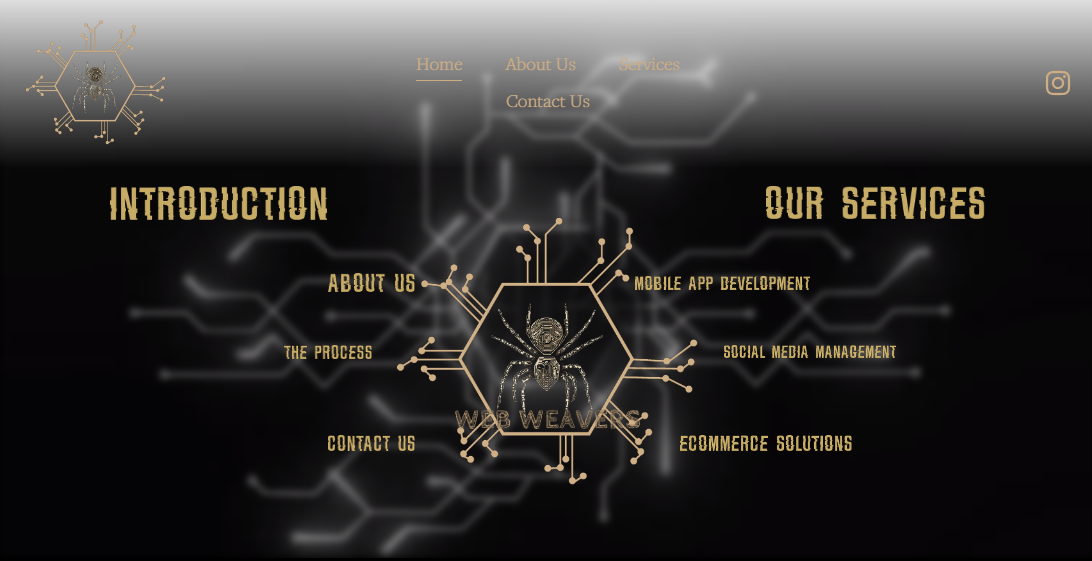 Home About Us Services
Contact Us
INTRODUCTION
OUR SERVICES
ABOUT US
MOBILE APP DEVELOPMENT
THE PROCESS
SOCIAL MEDIA MANAGEMENT
WEB WEAVERS
CONTACT US
ECOMMERCE SOLUTIONS